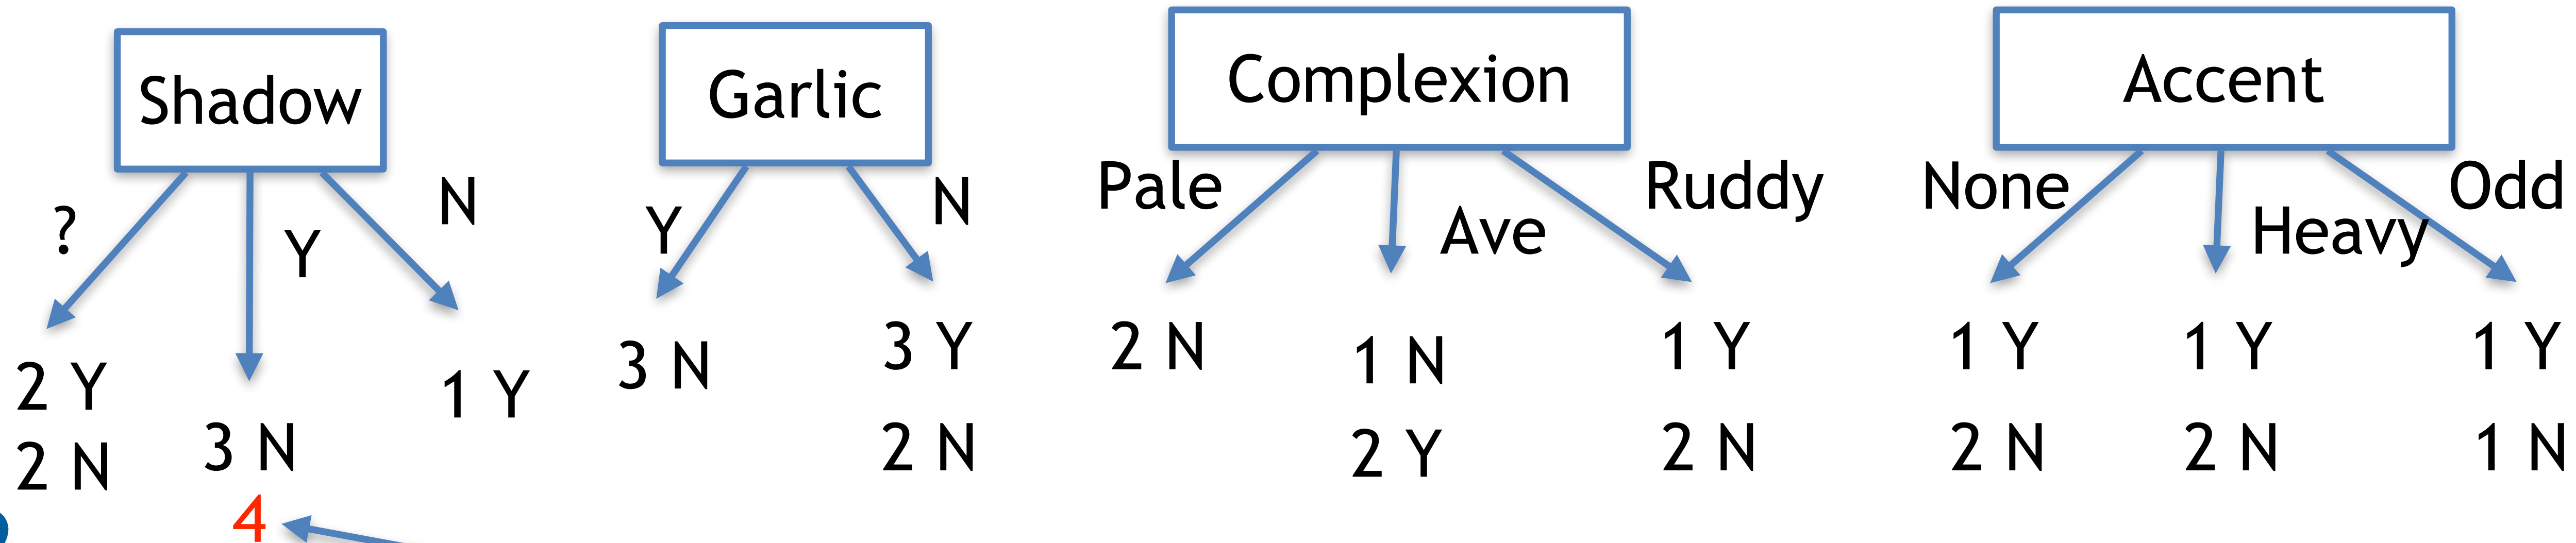 Shadow
?
Y
N
2 Y
2 N
3 N
4
1 Y
Garlic
Y
N
3 N
3 Y
2 N
Complexion
Pale
Ave
Ruddy
2 N
1 N
2 Y
1 Y
2 N
Accent
None
Heavy
Odd
1 Y
2 N
1 Y
2 N
1 Y
1 N